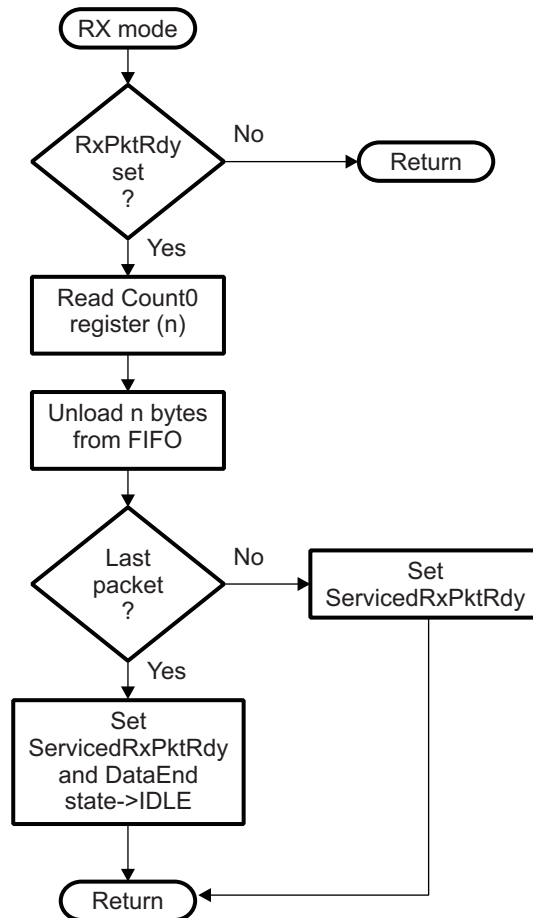 RX mode
RxPktRdy
set
?
No
Return
Yes
Read Count0
register (n)
Unload n bytes
from FIFO
Last
packet
?
No
Set
ServicedRxPktRdy
Yes
Set
ServicedRxPktRdy
and DataEnd
state->IDLE
Return